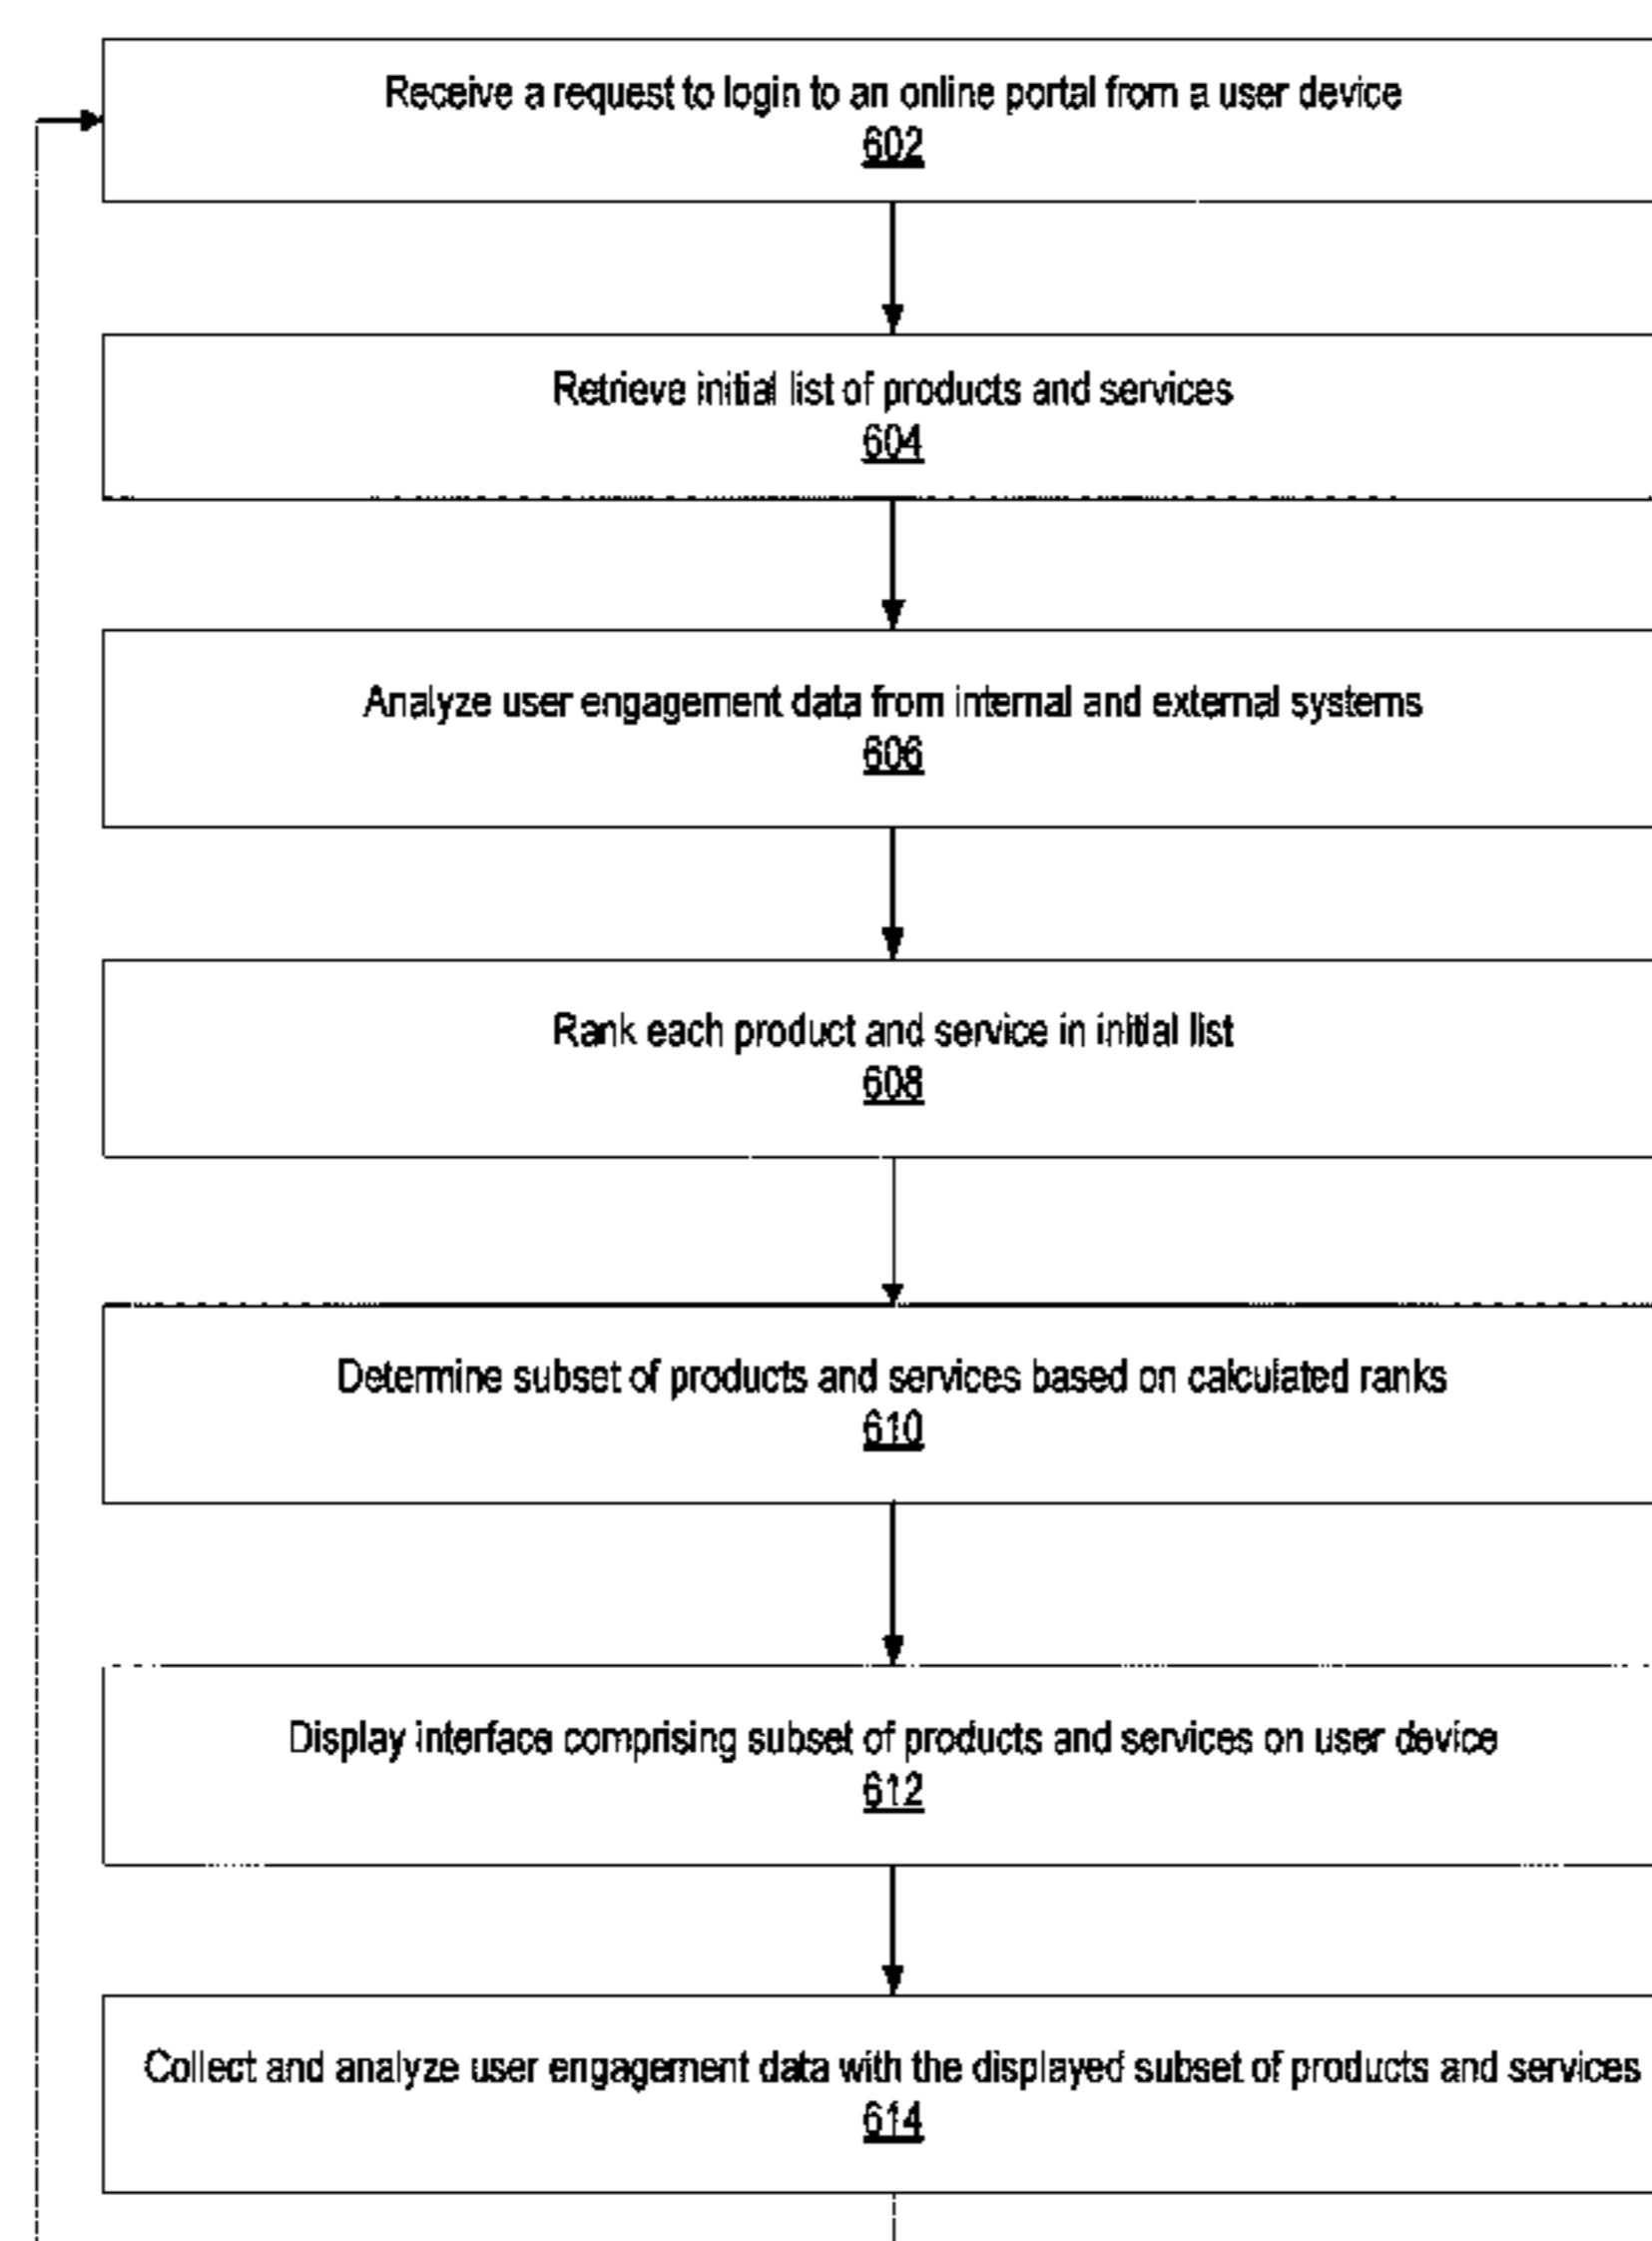 Receive a request to login to an online portal from a user device
602
Retrieve initial list of products and services
604
Analyze user engagement data from internal and external systems
606
Rank each product and service in initial list
608
Determine subset of products and services based on calculated ranks
610
Display interface comprising subset of products and services on user device
612
Collect and analyze user engagement data with the displayed subset of products and services
614